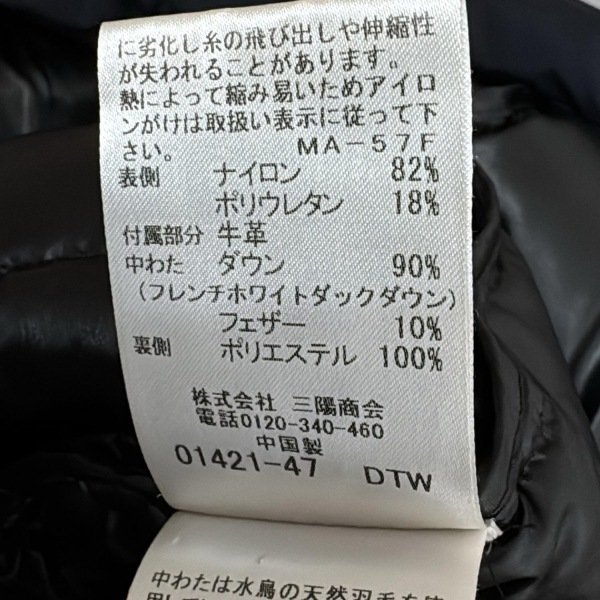 に劣化し糸の飛び出しや伸縮性
が失われることがあります。
熱によって縮み易いためアイロ
ンがけは取扱い表示に従って下
さい。 MA-57F
表側 ナイロン 82%
ポリウレタン 18%
付属部分 牛革
中わた ダウン 90%
(フレンチホワイトダックダウン)
フェザー 10%
裏側 ポリエステル 100%
株式会社 三陽商会
電話0120-340-460
中国製
01421-47 DTW
中わたは水鳥の天然羽毛を使